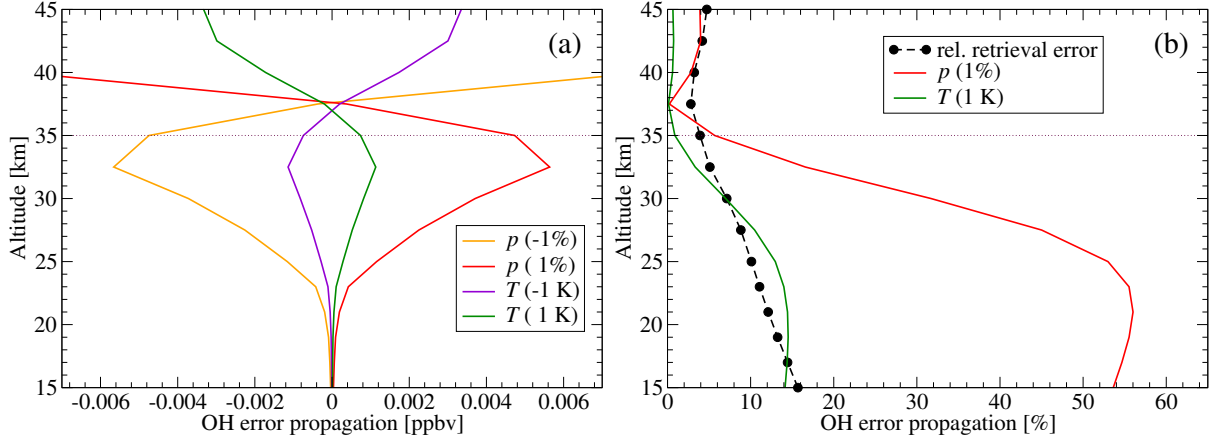 45
40
35
30
25
20
15
Altitude [km]
(a)
p (-1%)
p ( 1%)
T (-1 K)
T ( 1 K)
-0.006 -0.004 -0.002 0 0.002 0.004 0.006
OH error propagation [ppbv]
45
40
35
30
25
20
15
Altitude [km]
(b)
rel. retrieval error
p (1%)
T (1 K)
0 10 20 30 40 50 60
OH error propagation [%]